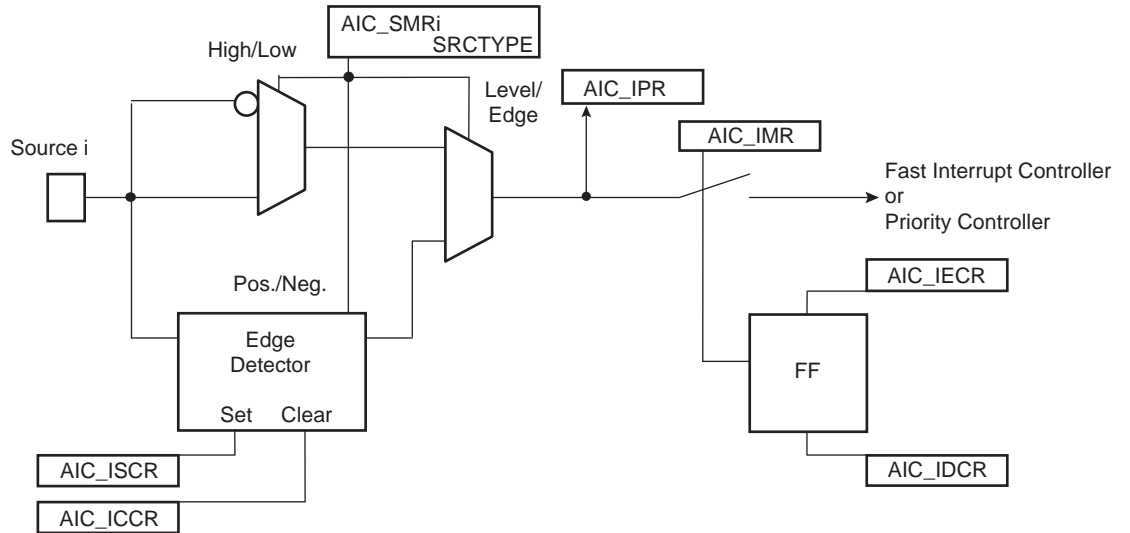 AIC_SMRi
SRCTYPE
High/Low
Level/
Edge
AIC_IPR
AIC_IMR
Source i
Fast Interrupt Controller
or
Priority Controller
Pos./Neg.
AIC_IECR
Edge
Detector
FF
Set Clear
AIC_ISCR
AIC_IDCR
AIC_ICCR